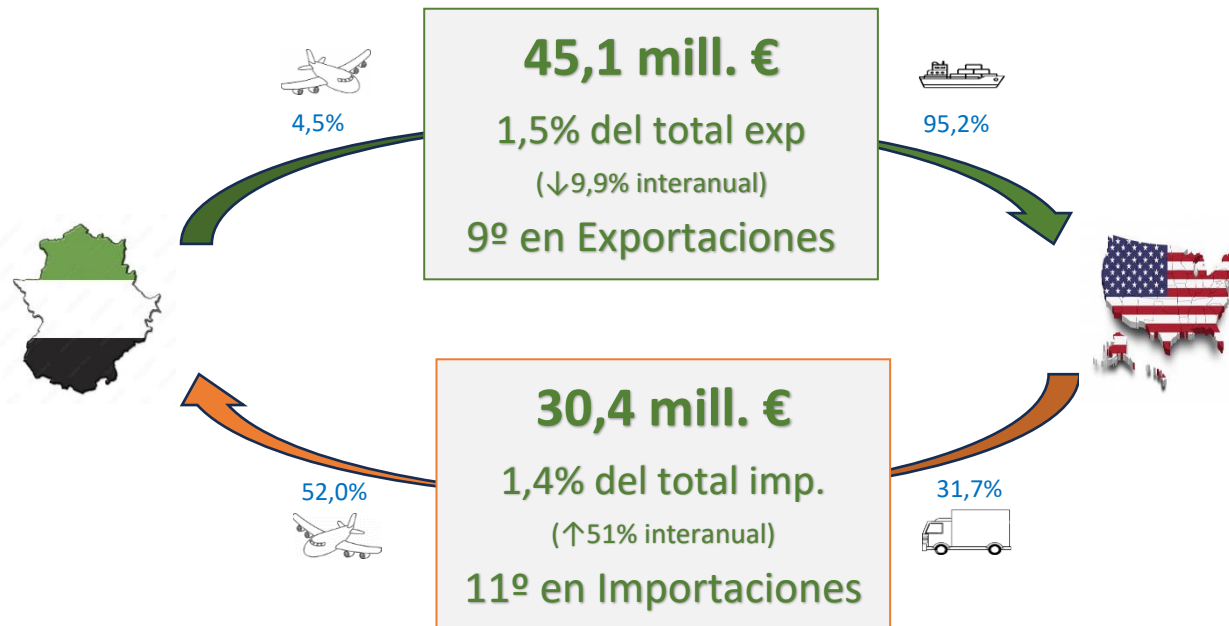 45,1 mill. €
4,5%
95,2%
1,5% del total exp
(↓9,9% interanual)
9º en Exportaciones
30,4 mill. €
1,4% del total imp.
52,0%
31,7%
(↑51% interanual)
11º en Importaciones